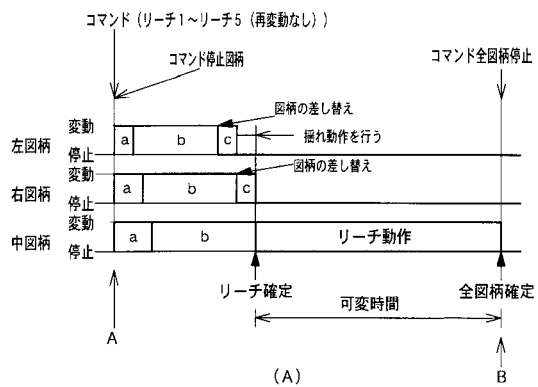 コマンド（リーチ1～リーチ5（再変動なし））
コマンド停止図柄
コマンド全図柄停止
図柄の差し替え
左図柄
変動
停止
a
b
c
揺れ動作を行う
図柄の差し替え
右図柄
変動
停止
a
b
c
中図柄
変動
停止
a
b
リーチ動作
リーチ確定
全図柄確定
可変時間
A
B
(A)